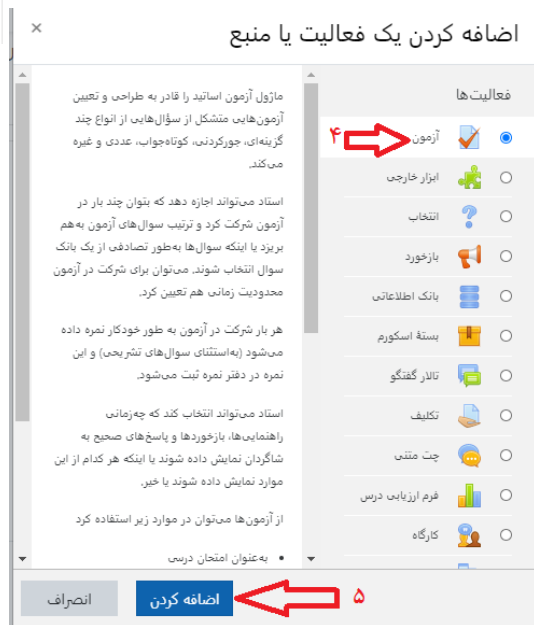 اضافه کردن یک فعالیت یا منبع
×
فعالیت‌ها
آزمون
۴
ابزار خارجی
انتخاب
بازخورد
بانک اطلاعاتی
بستهٔ اسکورم
تالار گفتگو
تکلیف
چت متنی
فرم ارزیابی درس
کارگاه
ماژول آزمون اساتید را قادر به طراحی و تعیین
آزمون‌هایی متشکل از سؤال‌هایی از انواع چند
گزینه‌ای، جورکردنی، کوتاه‌جواب، عددی و غیره
می‌کند.
استاد می‌تواند اجازه دهد که بتوان چند بار در
آزمون شرکت کرد و ترتیب سوال‌های آزمون به‌هم
بریزد یا اینکه سوال‌ها به‌طور تصادفی از یک بانک
سوال انتخاب شوند. می‌توان برای شرکت در آزمون
محدودیت زمانی هم تعیین کرد.
هر بار شرکت در آزمون به طور خودکار نمره داده
می‌شود (به‌استثنای سوال‌های تشریحی) و این
نمره در دفتر نمره ثبت می‌شود.
استاد می‌تواند انتخاب کند که چه‌زمانی
راهنمایی‌ها، بازخوردها و پاسخ‌های صحیح به
شاگردان نمایش داده شوند یا اینکه هر کدام از این
موارد نمایش داده شوند یا خیر.
از آزمون‌ها می‌توان در موارد زیر استفاده کرد
• به‌عنوان امتحان درسی
۵
اضافه کردن
انصراف